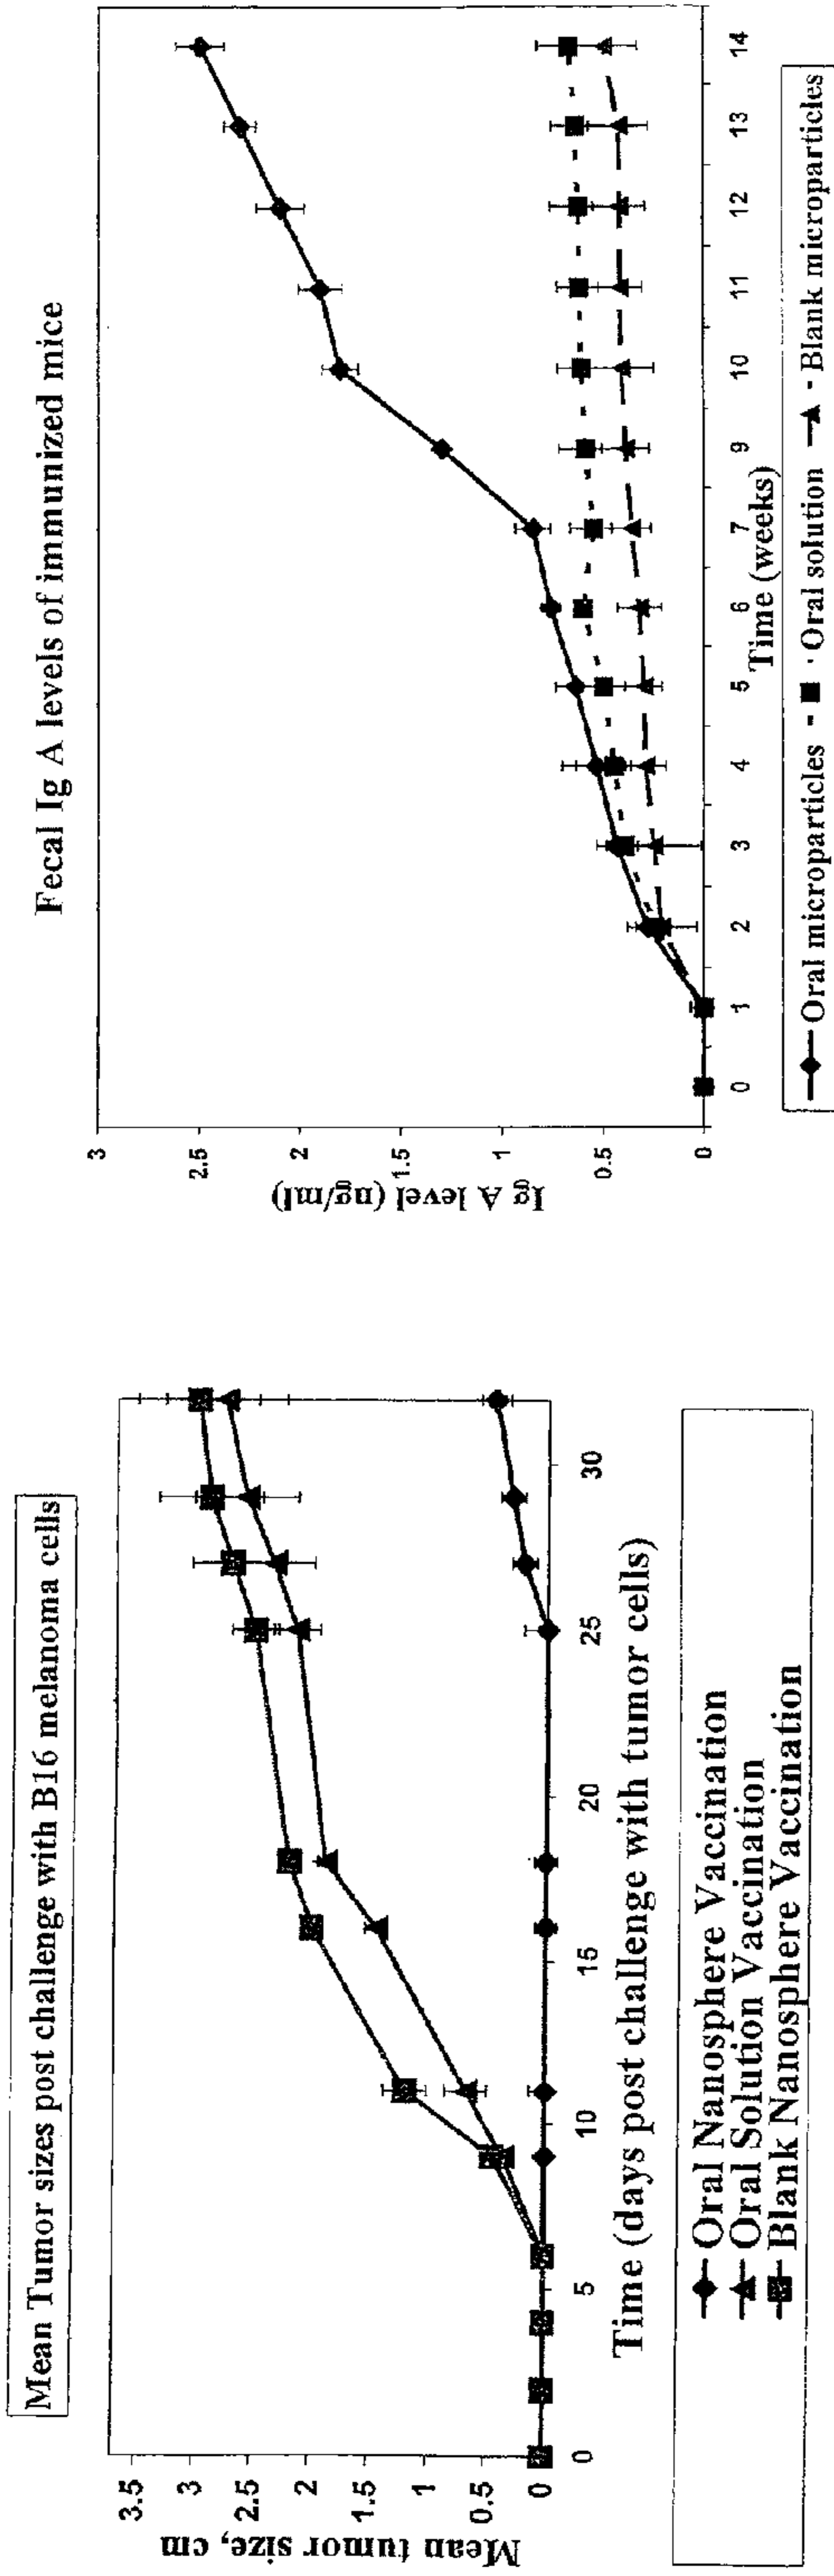 Mean Tumor sizes post challenge with B16 melanoma cells
3.5
3
2.5
2
1.5
1
0.5
0
Mean tumor size, cm
0 5 10 15 20 25 30
Time (days post challenge with tumor cells)
Oral Nanosphere Vaccination
Oral Solution Vaccination
Blank Nanosphere Vaccination
Fecal Ig A levels of immunized mice
3
2.5
2
1.5
1
0.5
0
Ig A level (ng/ml)
0 1 2 3 4 5 6 7 9 10 11 12 13 14
Time (weeks)
Oral microparticles Oral solution Blank microparticles